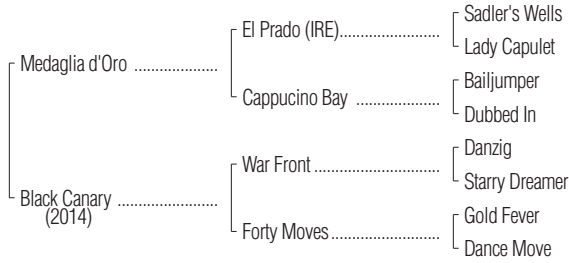 Sadler's Wells
El Prado (IRE)....................
Lady Capulet
Medaglia d'Oro .................
Bailjumper
Cappucino Bay .................
Dubbed In
Danzig
War Front .........................
Starry Dreamer
Black Canary ....................
(2014)
Gold Fever
Forty Moves......................
Dance Move